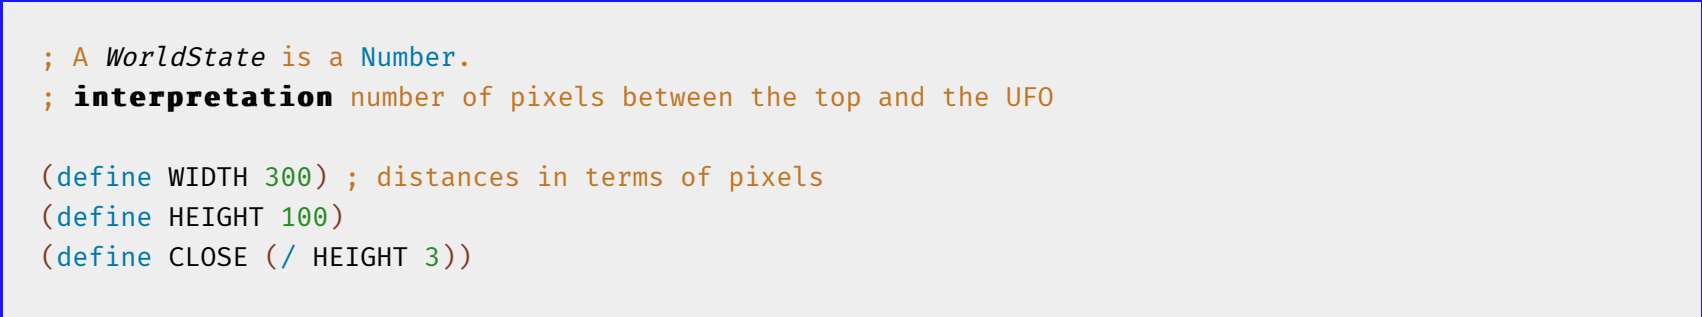 ; A WorldState is a Number.
; interpretation number of pixels between the top and the UFO
(define WIDTH 300) ; distances in terms of pixels
(define HEIGHT 100)
(define CLOSE (/ HEIGHT 3))